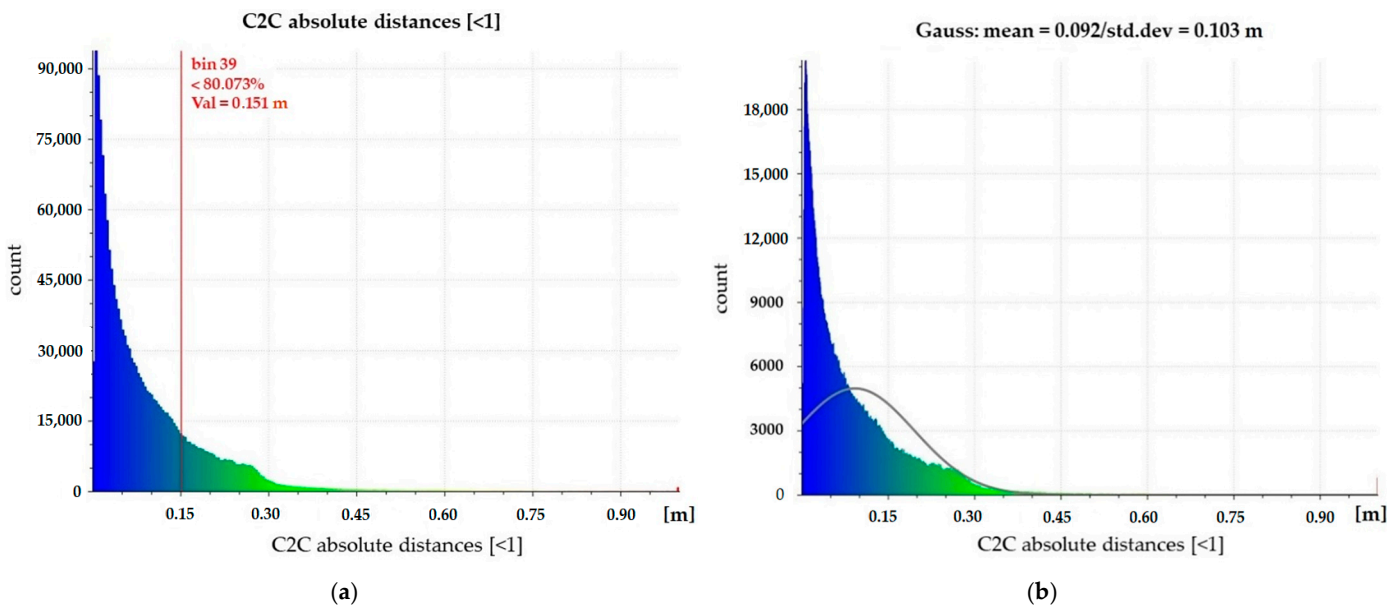 C2C absolute distances [<1]
bin 39
< 80.073%
Val = 0.151 m
90,000
75,000
60,000
45,000
30,000
15,000
0
count
0.15 0.30 0.45 0.60 0.75 0.90 [m]
C2C absolute distances [<1]
(a)
Gauss: mean = 0.092/std.dev = 0.103 m
18,000
15,000
12,000
9000
6000
3000
0
count
0.15 0.30 0.45 0.60 0.75 0.90 [m]
C2C absolute distances [<1]
(b)